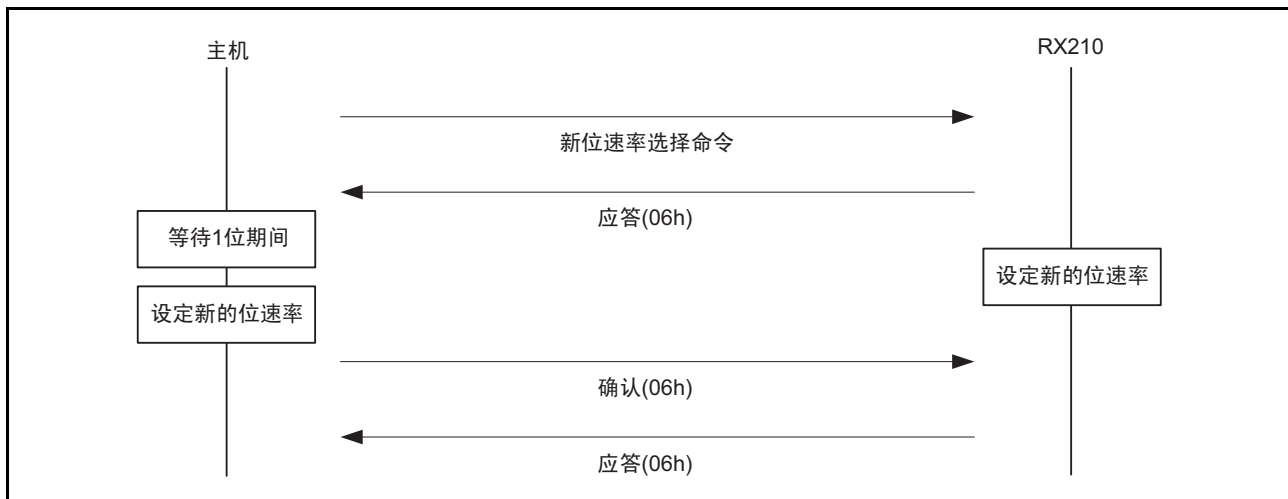 主机
RX210
新位速率选择命令
应答(06h)
等待1位期间
设定新的位速率
设定新的位速率
确认(06h)
应答(06h)